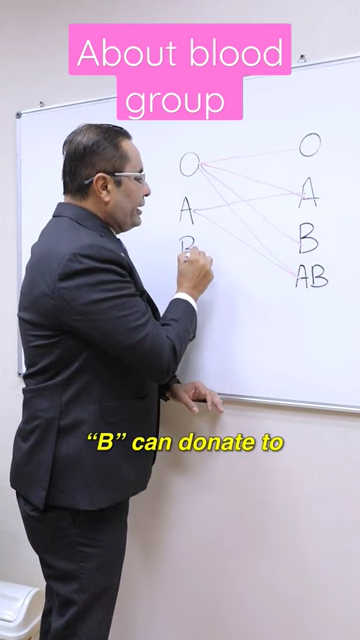 About blood
group
O O
A A
B B
AB
“B” can donate to